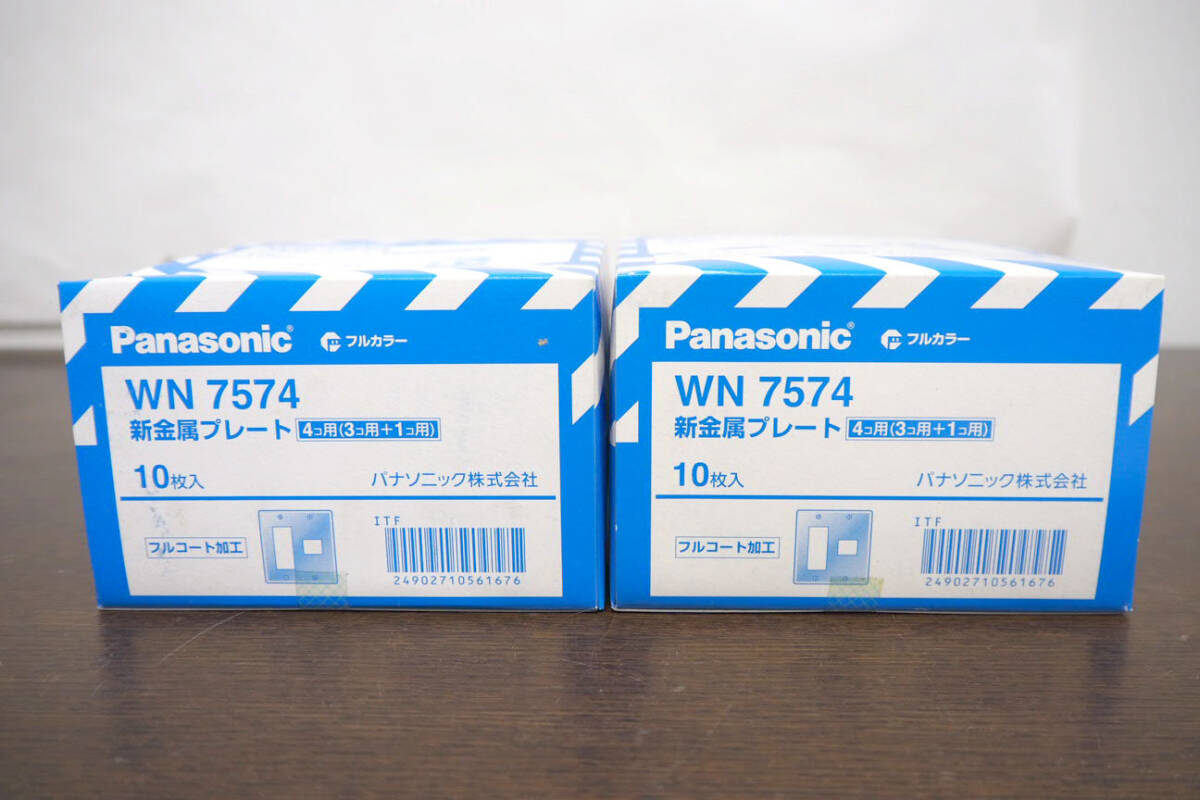 Panasonic® フルカラー
WN 7574
新金属プレート 4コ用(3コ用+1コ用)
10枚入 パナソニック株式会社
フルコート加工
ITF
24902710561676
Panasonic® フルカラー
WN 7574
新金属プレート 4コ用(3コ用+1コ用)
10枚入 パナソニック株式会社
フルコート加工
ITF
24902710561676